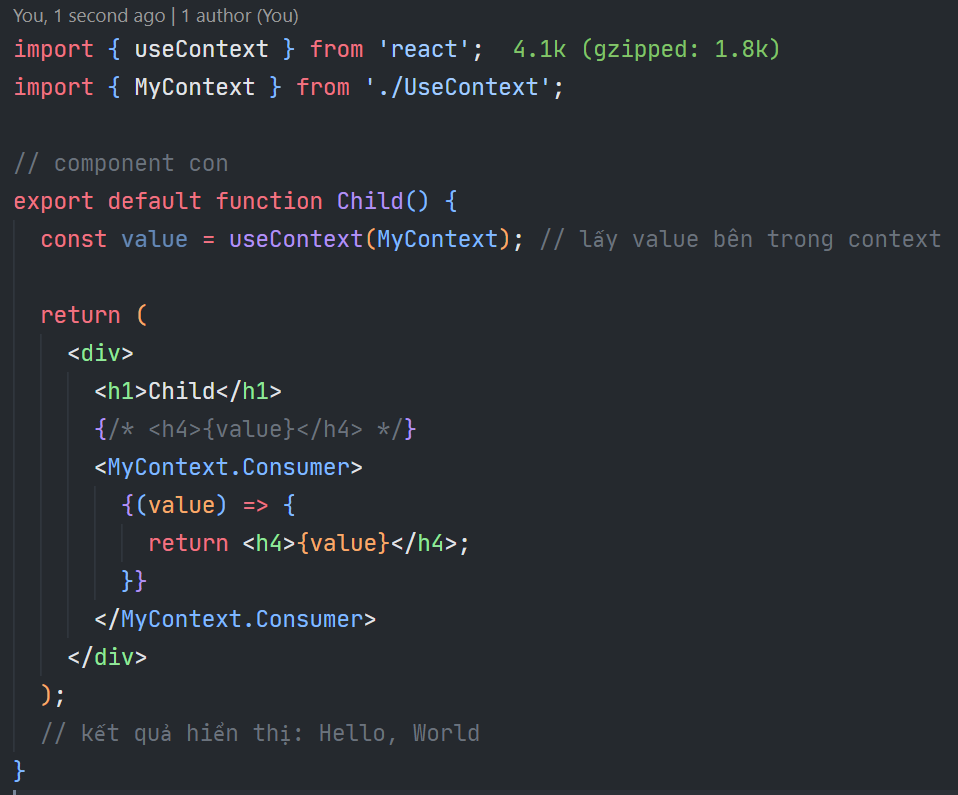 You, 1 second ago | 1 author (You)
import { useContext } from 'react';  4.1k (gzipped: 1.8k)
import { MyContext } from './UseContext';

// component con
export default function Child() {
  const value = useContext(MyContext); // lấy value bên trong context

  return (
    <div>
      <h1>Child</h1>
      {/* <h4>{value}</h4> */}
      <MyContext.Consumer>
        {(value) => {
          return <h4>{value}</h4>;
        }}
      </MyContext.Consumer>
    </div>
  );
  // kết quả hiển thị: Hello, World
}